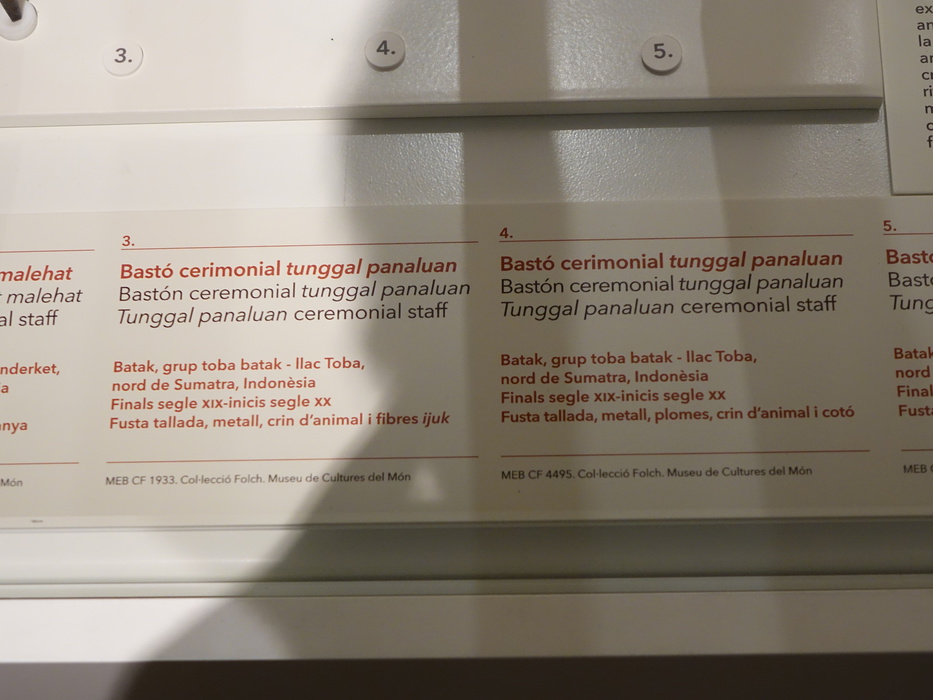 3.
4.
5.
malehat
malehat
al staff
nderket,
a
nya
Món
3.
Bastó cerimonial tunggal panaluan
Bastón ceremonial tunggal panaluan
Tunggal panaluan ceremonial staff
Batak, grup toba batak - llac Toba,
nord de Sumatra, Indonèsia
Finals segle XIX-inicis segle XX
Fusta tallada, metall, crin d'animal i fibres ijuk
MEB CF 1933. Col·lecció Folch. Museu de Cultures del Món
4.
Bastó cerimonial tunggal panaluan
Bastón ceremonial tunggal panaluan
Tunggal panaluan ceremonial staff
Batak, grup toba batak - llac Toba,
nord de Sumatra, Indonèsia
Finals segle XIX-inicis segle XX
Fusta tallada, metall, plomes, crin d'animal i cotó
MEB CF 4495. Col·lecció Folch. Museu de Cultures del Món
5.
Bastó
Bast
Tung
Batak
nord
Final
Fusta
MEB C